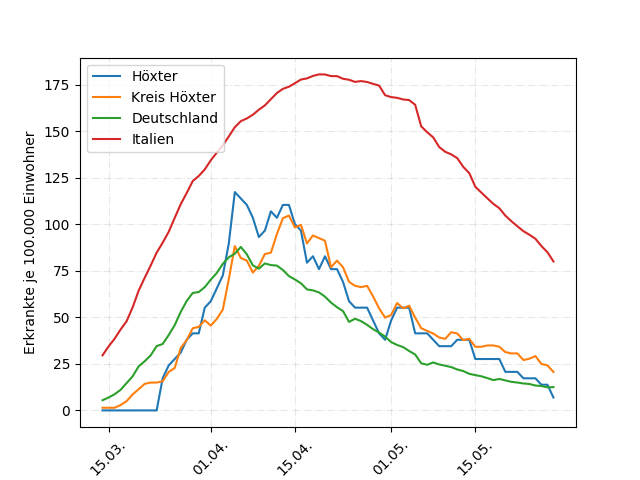 Erkrankte je 100.000 Einwohner
175
150
125
100
75
50
25
0
Höxter
Kreis Höxter
Deutschland
Italien
15.03.
01.04.
15.04.
01.05.
15.05.